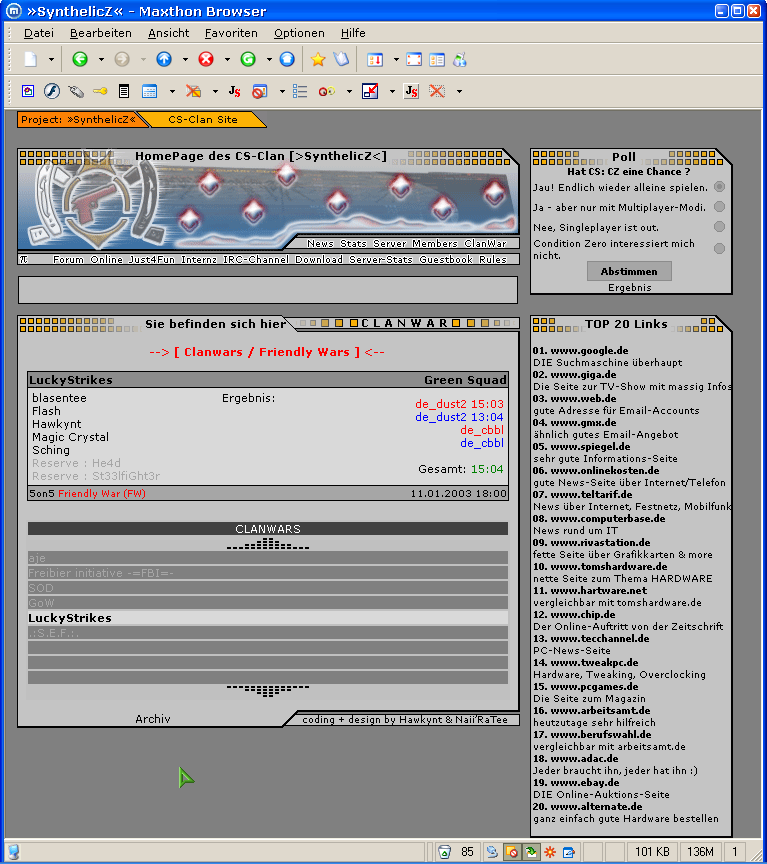 »SynthelicZ« - Maxthon Browser
Datei Bearbeiten Ansicht Favoriten Optionen Hilfe
Project: »SynthelicZ« CS-Clan Site
HomePage des CS-Clan [>SynthelicZ<]
News Stats Server Members ClanWar
π Forum Online Just4Fun Internz IRC-Channel Download Server-Stats Guestbook Rules
Poll
Hat CS: CZ eine Chance ?
Jau! Endlich wieder alleine spielen.
Ja - aber nur mit Multiplayer-Modi.
Nee, Singleplayer ist out.
Condition Zero interessiert mich
nicht.
Abstimmen
Ergebnis
Sie befinden sich hier CLANWAR
--> [ Clanwars / Friendly Wars ] <--
LuckyStrikes Green Squad
blasentee Ergebnis: de_dust2 15:03
Flash de_dust2 13:04
Hawkynt de_cbbl
Magic Crystal de_cbbl
Sching
Reserve : He4d Gesamt: 15:04
Reserve : St33lfiGht3r
5on5 Friendly War (FW) 11.01.2003 18:00
CLANWARS
aje
Freibier initiative -=FBI=-
SOD
GoW
LuckyStrikes
.:S.E.F.:.
Archiv
coding + design by Hawkynt & Naii'RaTee
TOP 20 Links
01. www.google.de
DIE Suchmaschine überhaupt
02. www.giga.de
Die Seite zur TV-Show mit massig Infos
03. www.web.de
gute Adresse für Email-Accounts
04. www.gmx.de
ähnlich gutes Email-Angebot
05. www.spiegel.de
sehr gute Informations-Seite
06. www.onlinekosten.de
gute News-Seite über Internet/Telefon
07. www.teltarif.de
News über Internet, Festnetz, Mobilfunk
08. www.computerbase.de
News rund um IT
09. www.rivastation.de
fette Seite über Grafikkarten & more
10. www.tomshardware.de
nette Seite zum Thema HARDWARE
11. www.hartware.net
vergleichbar mit tomshardware.de
12. www.chip.de
Der Online-Auftritt von der Zeitschrift
13. www.tecchannel.de
PC-News-Seite
14. www.tweakpc.de
Hardware, Tweaking, Overclocking
15. www.pcgames.de
Die Seite zum Magazin
16. www.arbeitsamt.de
heutzutage sehr hilfreich
17. www.berufswahl.de
vergleichbar mit arbeitsamt.de
18. www.adac.de
Jeder braucht ihn, jeder hat ihn :)
19. www.ebay.de
DIE Online-Auktions-Seite
20. www.alternate.de
ganz einfach gute Hardware bestellen
85 101 KB 136M 1